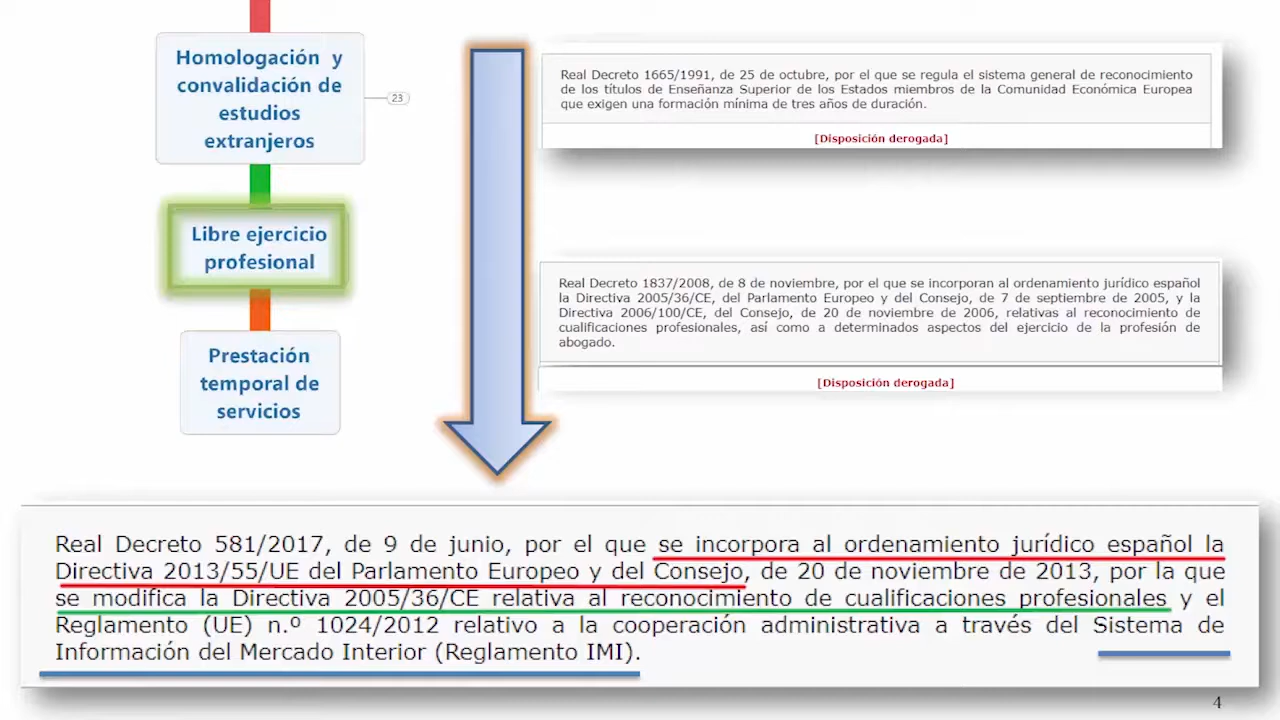 Homologación y
convalidación de
estudios
extranjeros
23
Libre ejercicio
profesional
Prestación
temporal de
servicios
Real Decreto 1665/1991, de 25 de octubre, por el que se regula el sistema general de reconocimiento
de los títulos de Enseñanza Superior de los Estados miembros de la Comunidad Económica Europea
que exigen una formación mínima de tres años de duración.
[Disposición derogada]
Real Decreto 1837/2008, de 8 de noviembre, por el que se incorporan al ordenamiento jurídico español
la Directiva 2005/36/CE, del Parlamento Europeo y del Consejo, de 7 de septiembre de 2005, y la
Directiva 2006/100/CE, del Consejo, de 20 de noviembre de 2006, relativas al reconocimiento de
cualificaciones profesionales, así como a determinados aspectos del ejercicio de la profesión de
abogado.
[Disposición derogada]
Real Decreto 581/2017, de 9 de junio, por el que se incorpora al ordenamiento jurídico español la
Directiva 2013/55/UE del Parlamento Europeo y del Consejo, de 20 de noviembre de 2013, por la que
se modifica la Directiva 2005/36/CE relativa al reconocimiento de cualificaciones profesionales y el
Reglamento (UE) n.º 1024/2012 relativo a la cooperación administrativa a través del Sistema de
Información del Mercado Interior (Reglamento IMI).
4